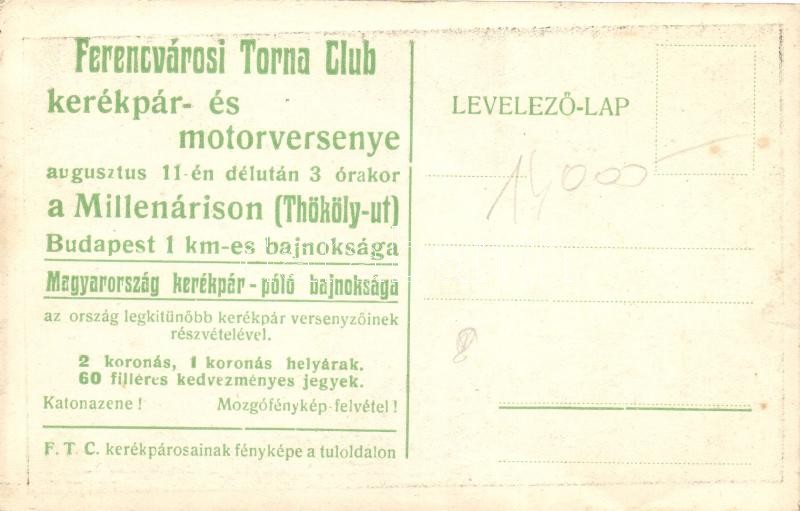 Ferencvárosi Torna Club
kerékpár- és
motorversenye
augusztus 11-én délután 3 órakor
a Millenárison (Thököly-ut)
Budapest 1 km-es bajnoksága
Magyarország kerékpár-póló bajnoksága
az ország legkitünőbb kerékpár versenyzőinek
részvételével.
2 koronás, 1 koronás helyárak.
60 filléres kedvezményes jegyek.
Katonazene! Mozgófénykép-felvétel!
F. T. C. kerékpárosainak fényképe a tuloldalon
LEVELEZŐ-LAP
14000
8